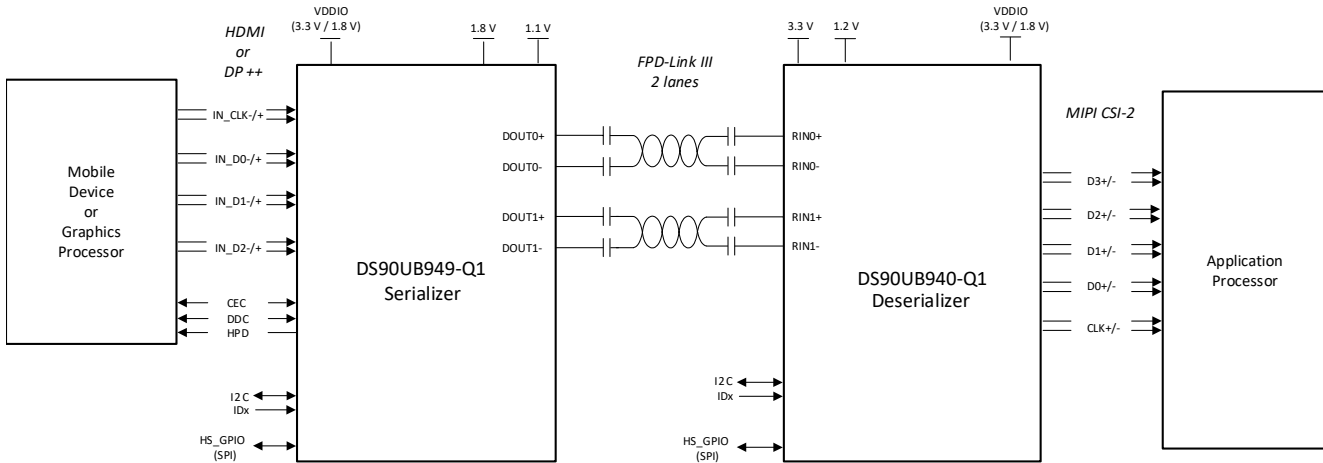 HDMI
or
DP ++
VDDIO
(3.3 V / 1.8 V)
1.8 V
1.1 V
FPD-Link III
2 lanes
3.3 V
1.2 V
VDDIO
(3.3 V / 1.8 V)
MIPI CSI-2
Mobile
Device
or
Graphics
Processor
IN_CLK-/+
IN_D0-/+
IN_D1-/+
IN_D2-/+
CEC
DDC
HPD
I2C
IDx
HS_GPIO
(SPI)
DS90UB949-Q1
Serializer
DOUT0+
DOUT0-
DOUT1+
DOUT1-
RIN0+
RIN0-
RIN1+
RIN1-
DS90UB940-Q1
Deserializer
I2C
IDx
HS_GPIO
(SPI)
D3+/-
D2+/-
D1+/-
D0+/-
CLK+/-
Application
Processor